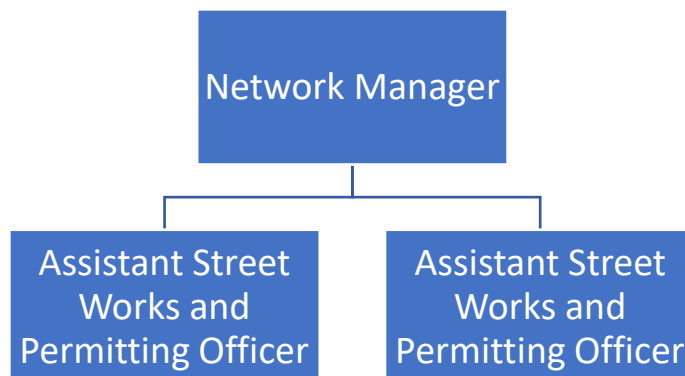 Network Manager
Assistant Street
Works and
Permitting Officer
Assistant Street
Works and
Permitting Officer